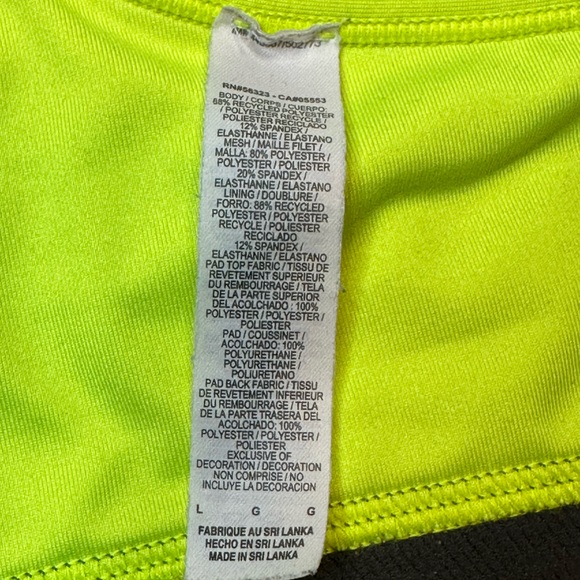 RN#56323 - CA#05553
BODY / CORPS / CUERPO:
88% RECYCLED POLYESTER
/ POLYESTER RECYCLE /
POLIESTER RECICLADO
12% SPANDEX /
ELASTHANNE / ELASTANO
MESH / MAILLE FILET /
MALLA: 80% POLYESTER /
POLYESTER / POLIESTER
20% SPANDEX /
ELASTHANNE / ELASTANO
LINING / DOUBLURE /
FORRO: 88% RECYCLED
POLYESTER / POLYESTER
RECYCLE / POLIESTER
RECICLADO
12% SPANDEX /
ELASTHANNE / ELASTANO
PAD TOP FABRIC / TISSU DE
REVETEMENT SUPERIEUR
DU REMBOURRAGE / TELA
DE LA PARTE SUPERIOR
DEL ACOLCHADO: 100%
POLYESTER / POLYESTER /
POLIESTER
PAD / COUSSINET /
ACOLCHADO: 100%
POLYURETHANE /
POLYURETHANE /
POLIURETANO
PAD BACK FABRIC / TISSU
DE REVETEMENT INFERIEUR
DU REMBOURRAGE / TELA
DE LA PARTE TRASERA DEL
ACOLCHADO: 100%
POLYESTER / POLYESTER /
POLIESTER
EXCLUSIVE OF
DECORATION / DECORATION
NON COMPRISE / NO
INCLUYE LA DECORACION
L G G
FABRIQUE AU SRI LANKA
HECHO EN SRI LANKA
MADE IN SRI LANKA